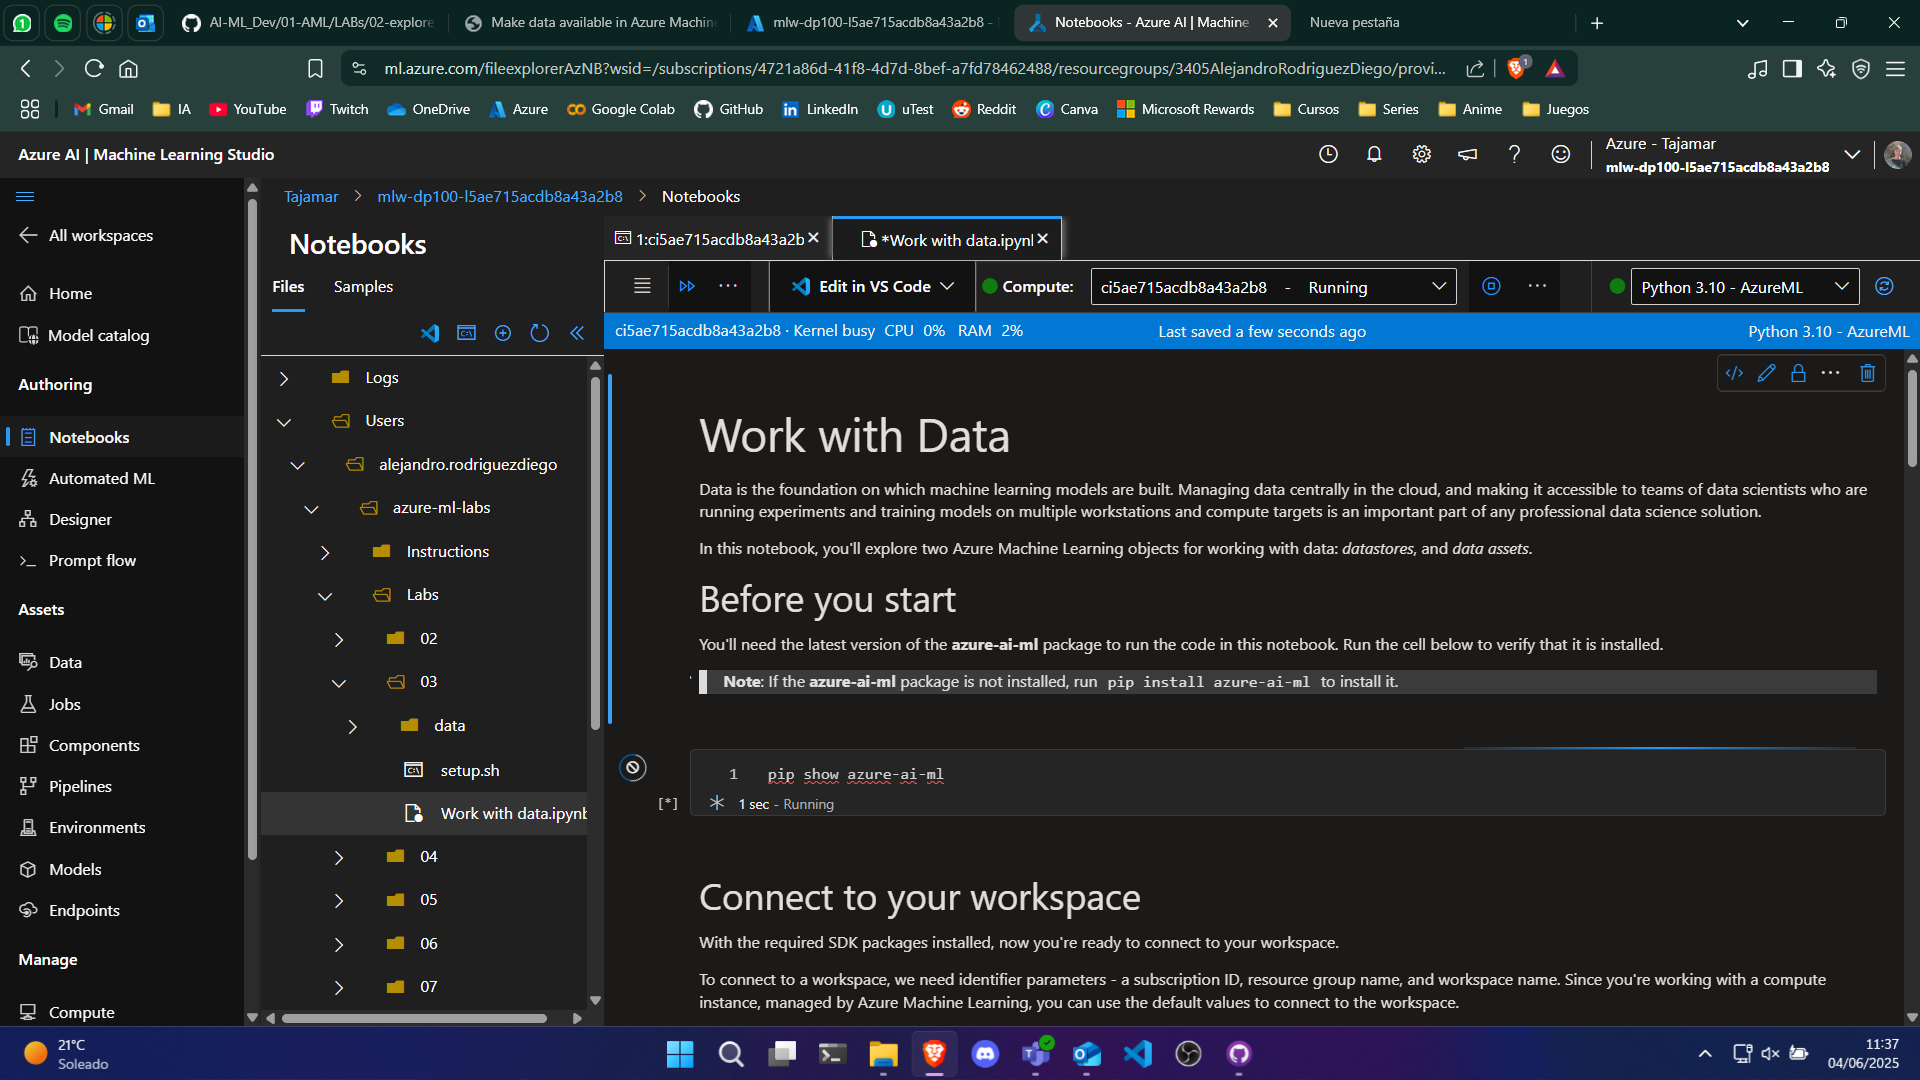 AI-ML_Dev/01-AML/LABs/02-explore
Make data available in Azure Machin
mlw-dp100-l5ae715acdb8a43a2b8 -
Notebooks - Azure AI | Machine
Nueva pestaña
ml.azure.com/fileexplorerAzNB?wsid=/subscriptions/4721a86d-41f8-4d7d-8bef-a7fd78462488/resourcegroups/3405AlejandroRodriguezDiego/provi...
1
Gmail
IA
YouTube
Twitch
OneDrive
Azure
Google Colab
GitHub
LinkedIn
uTest
Reddit
Canva
Microsoft Rewards
Cursos
Series
Anime
Juegos
Azure AI | Machine Learning Studio
Azure - Tajamar
mlw-dp100-l5ae715acdb8a43a2b8
All workspaces
Home
Model catalog
Authoring
Notebooks
Automated ML
Designer
Prompt flow
Assets
Data
Jobs
Components
Pipelines
Environments
Models
Endpoints
Manage
Compute
Tajamar > mlw-dp100-l5ae715acdb8a43a2b8 > Notebooks
Notebooks
Files
Samples
Logs
Users
alejandro.rodriguezdiego
azure-ml-labs
Instructions
Labs
02
03
data
setup.sh
Work with data.ipynb
04
05
06
07
1:ci5ae715acdb8a43a2b
*Work with data.ipynl
Edit in VS Code
Compute:
ci5ae715acdb8a43a2b8 - Running
Python 3.10 - AzureML
ci5ae715acdb8a43a2b8 · Kernel busy CPU 0% RAM 2%
Last saved a few seconds ago
Python 3.10 - AzureML
Work with Data
Data is the foundation on which machine learning models are built. Managing data centrally in the cloud, and making it accessible to teams of data scientists who are
running experiments and training models on multiple workstations and compute targets is an important part of any professional data science solution.
In this notebook, you'll explore two Azure Machine Learning objects for working with data: datastores, and data assets.
Before you start
You'll need the latest version of the azure-ai-ml package to run the code in this notebook. Run the cell below to verify that it is installed.
Note: If the azure-ai-ml package is not installed, run pip install azure-ai-ml to install it.
1 pip show azure-ai-ml
[*]
1 sec - Running
Connect to your workspace
With the required SDK packages installed, now you're ready to connect to your workspace.
To connect to a workspace, we need identifier parameters - a subscription ID, resource group name, and workspace name. Since you're working with a compute
instance, managed by Azure Machine Learning, you can use the default values to connect to the workspace.
21°C
Soleado
11:37
04/06/2025